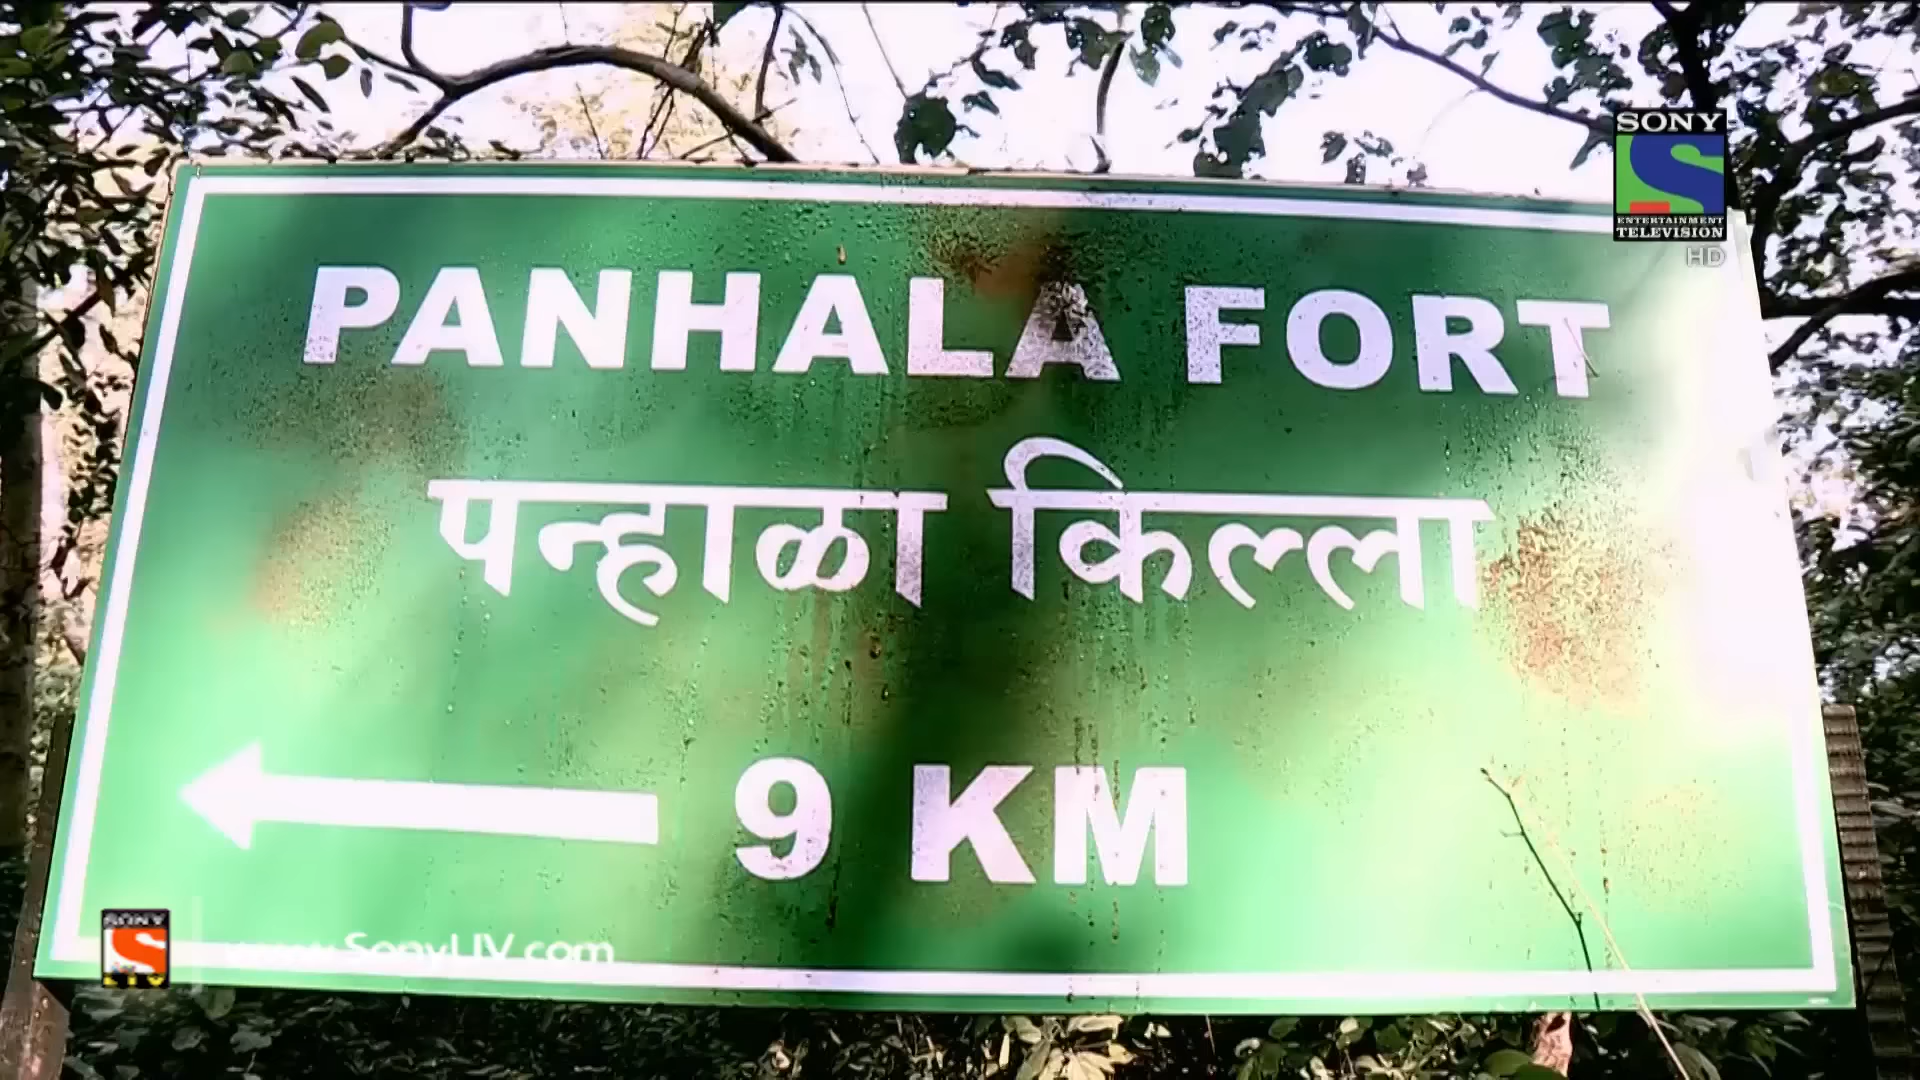 SONY
ENTERTAINMENT
TELEVISION
HD
PANHALA FORT
पन्हाळा किल्ला
9 KM
SONY
LIV
www.SonyLIV.com